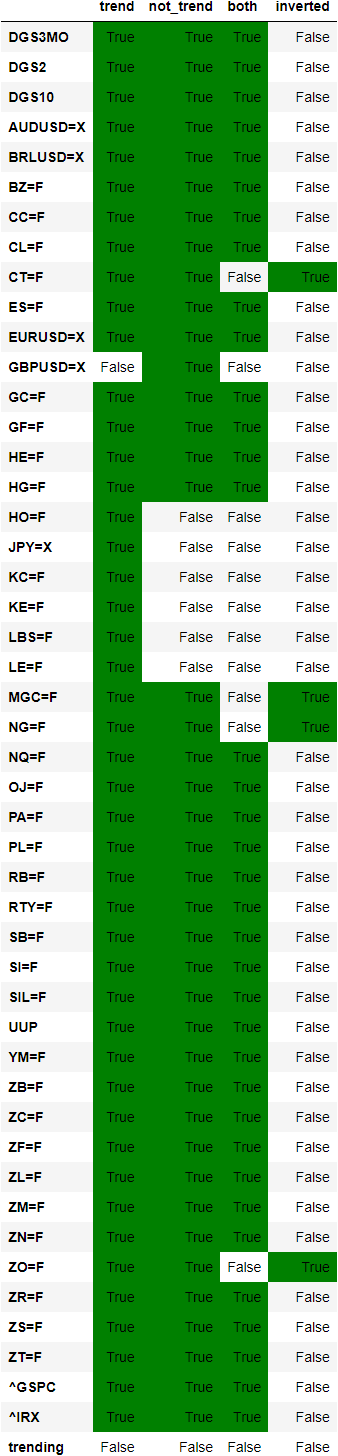 trend not_trend both inverted
DGS3MO True True True False
DGS2 True True True False
DGS10 True True True False
AUDUSD=X True True True False
BRLUSD=X True True True False
BZ=F True True True False
CC=F True True True False
CL=F True True True False
CT=F True True False True
ES=F True True True False
EURUSD=X True True True False
GBPUSD=X False True False False
GC=F True True True False
GF=F True True True False
HE=F True True True False
HG=F True True True False
HO=F True False False False
JPY=X True False False False
KC=F True False False False
KE=F True False False False
LBS=F True False False False
LE=F True False False False
MGC=F True True False True
NG=F True True False True
NQ=F True True True False
OJ=F True True True False
PA=F True True True False
PL=F True True True False
RB=F True True True False
RTY=F True True True False
SB=F True True True False
SI=F True True True False
SIL=F True True True False
UUP True True True False
YM=F True True True False
ZB=F True True True False
ZC=F True True True False
ZF=F True True True False
ZL=F True True True False
ZM=F True True True False
ZN=F True True True False
ZO=F True True False True
ZR=F True True True False
ZS=F True True True False
ZT=F True True True False
^GSPC True True True False
^IRX True True True False
trending False False False False